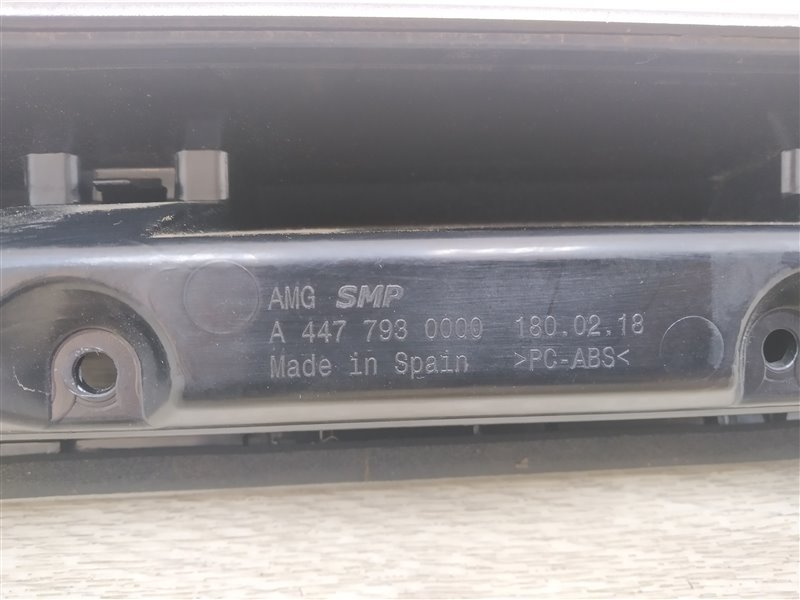 AMG SMP
A 447 793 0000 180.02.18
Made in Spain >PC-ABS<